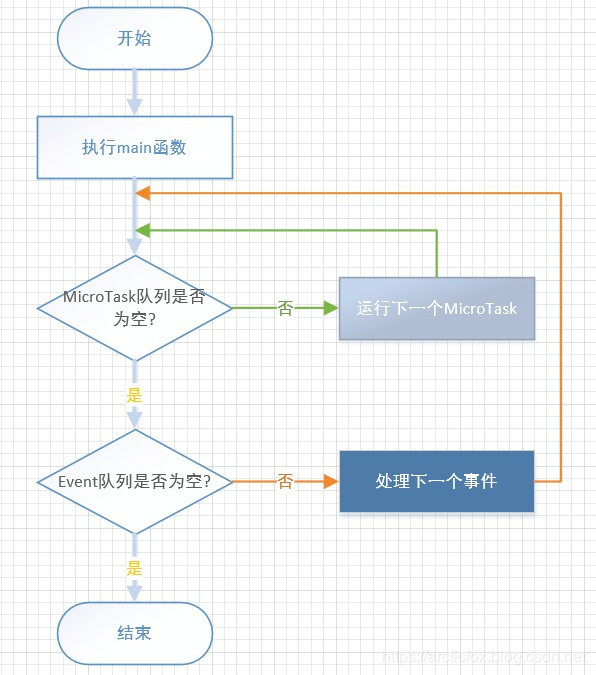 开始
执行main函数
MicroTask队列是否
为空?
否
运行下一个MicroTask
是
Event队列是否为空?
否
处理下一个事件
是
结束
https://arcticfox.blog.csdn.net